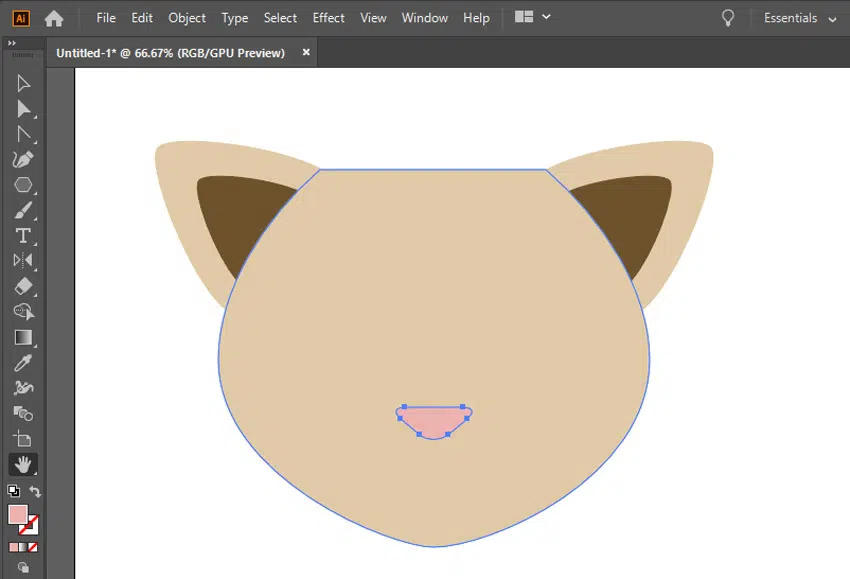 Ai File Edit Object Type Select Effect View Window Help Essentials
Untitled-1* @ 66.67% (RGB/GPU Preview) ×
T